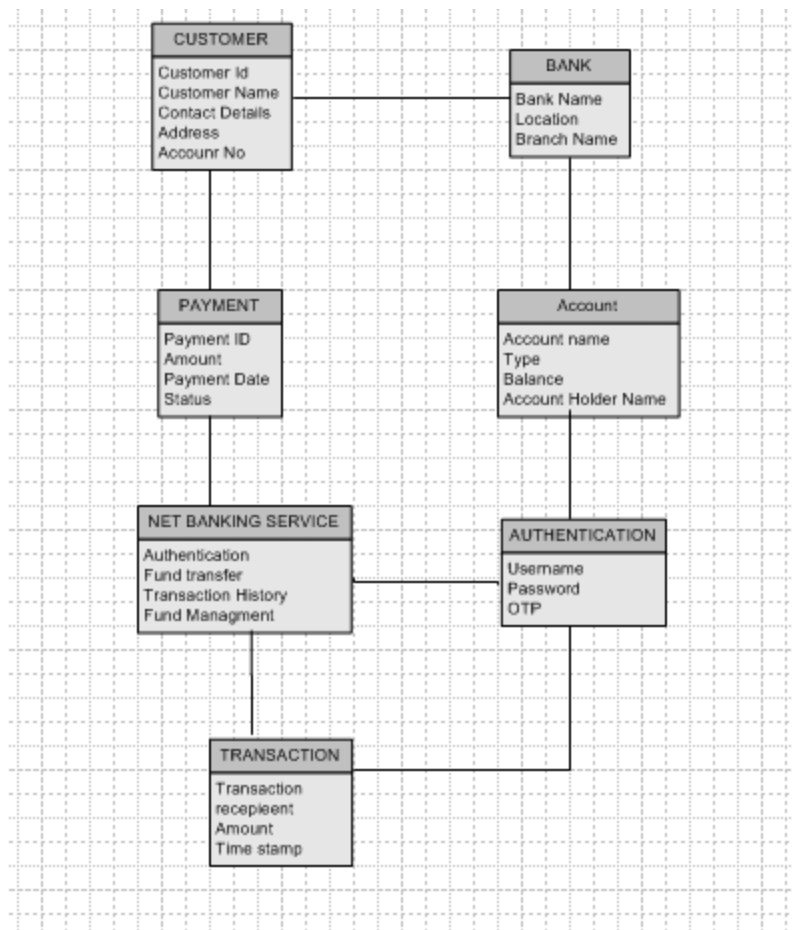 CUSTOMER
Customer Id
Customer Name
Contact Details
Address
Accounr No
BANK
Bank Name
Location
Branch Name
PAYMENT
Payment ID
Amount
Payment Date
Status
Account
Account name
Type
Balance
Account Holder Name
NET BANKING SERVICE
Authentication
Fund transfer
Transaction History
Fund Managment
AUTHENTICATION
Username
Password
OTP
TRANSACTION
Transaction
recepieent
Amount
Time stamp